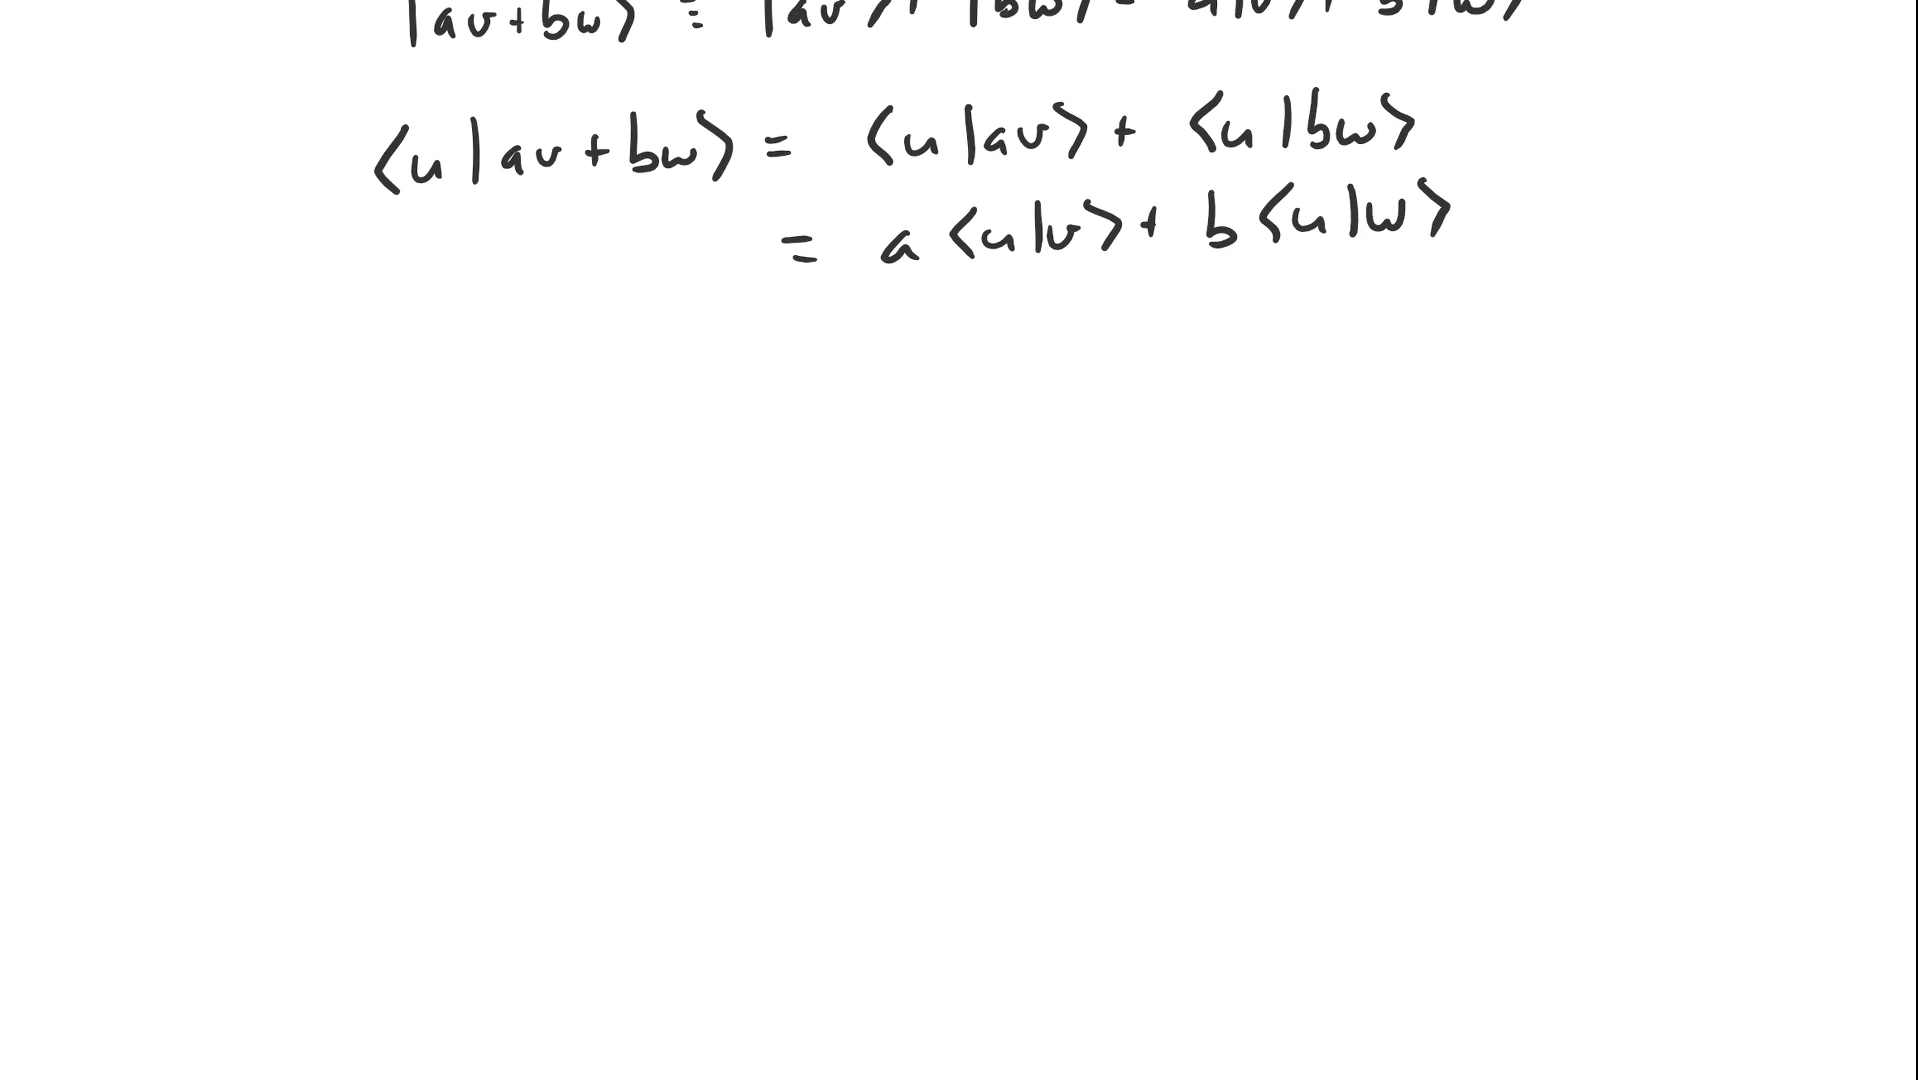 |av+bw⟩ ≡ |av⟩ + |bw⟩ = a|v⟩ + b|w⟩
⟨u|av + bw⟩ = ⟨u|av⟩ + ⟨u|bw⟩
= a⟨u|v⟩ + b⟨u|w⟩